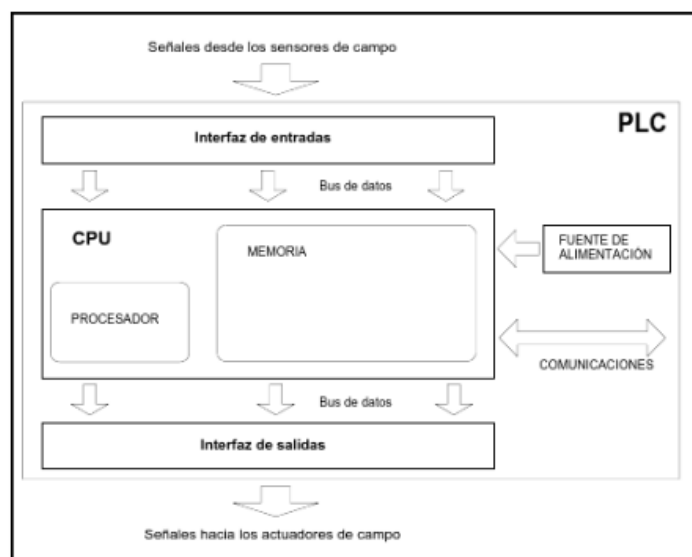 Señales desde los sensores de campo
PLC
Interfaz de entradas
Bus de datos
CPU
MEMORIA
FUENTE DE
ALIMENTACIÓN
PROCESADOR
COMUNICACIONES
Bus de datos
Interfaz de salidas
Señales hacia los actuadores de campo